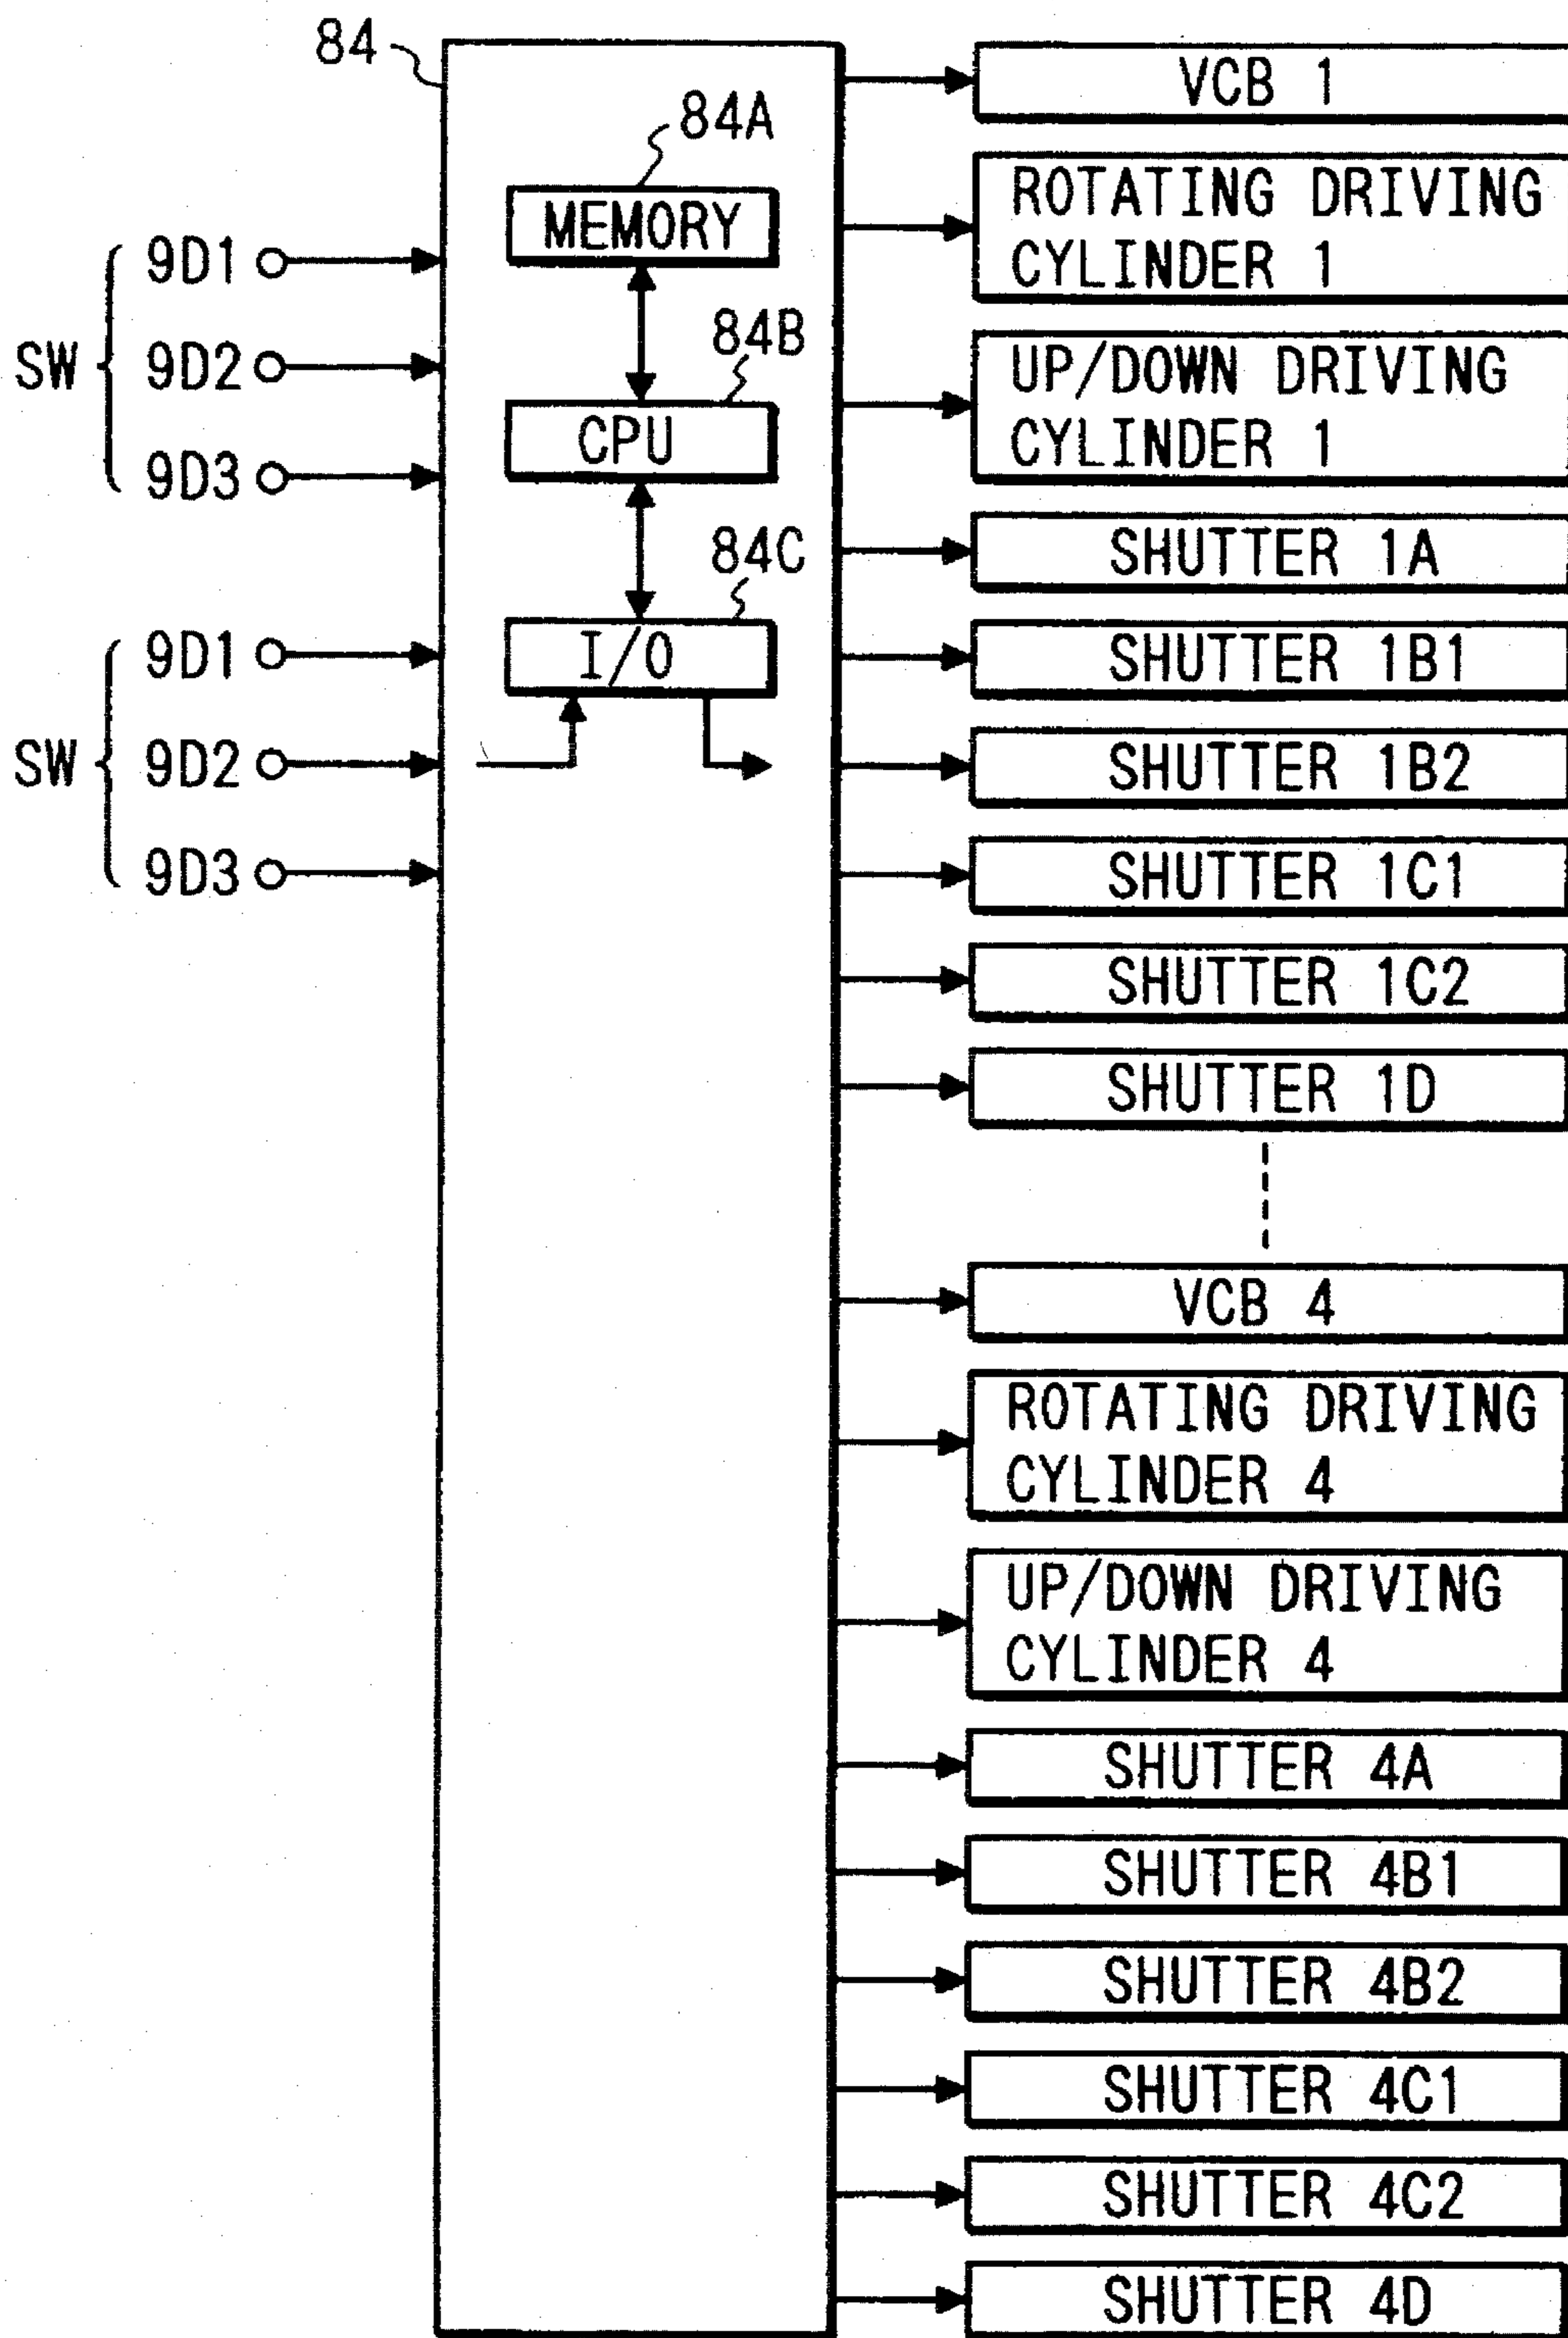 84
84A
MEMORY
84B
CPU
84C
I/O
SW
9D1
9D2
9D3
SW
9D1
9D2
9D3
VCB 1
ROTATING DRIVING
CYLINDER 1
UP/DOWN DRIVING
CYLINDER 1
SHUTTER 1A
SHUTTER 1B1
SHUTTER 1B2
SHUTTER 1C1
SHUTTER 1C2
SHUTTER 1D
VCB 4
ROTATING DRIVING
CYLINDER 4
UP/DOWN DRIVING
CYLINDER 4
SHUTTER 4A
SHUTTER 4B1
SHUTTER 4B2
SHUTTER 4C1
SHUTTER 4C2
SHUTTER 4D